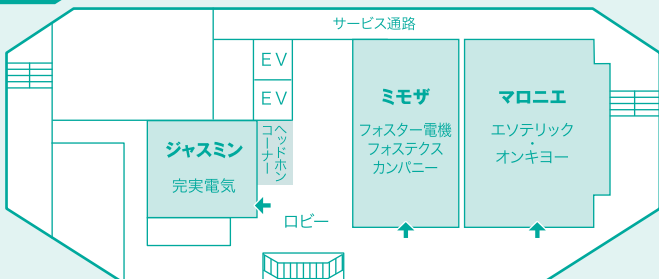 サービス通路
EV
EV
ミモザ
フォスター電機
フォステクス
カンパニー
マロニエ
エソテリック
・
オンキヨー
ジャスミン
完実電気
ヘッドホン
コーナー
ロビー